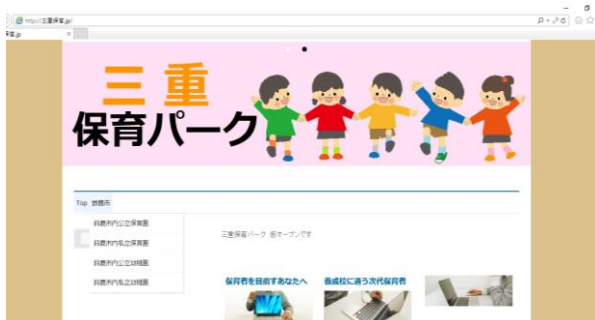 http://三重保育.jp/
三重
保育パーク
Top 鈴鹿市
鈴鹿市内公立保育園
鈴鹿市内私立保育園
鈴鹿市内公立幼稚園
鈴鹿市内私立幼稚園
三重保育パーク 仮オープンです
保育者を目指すあなたへ
養成校に通う次代保育者